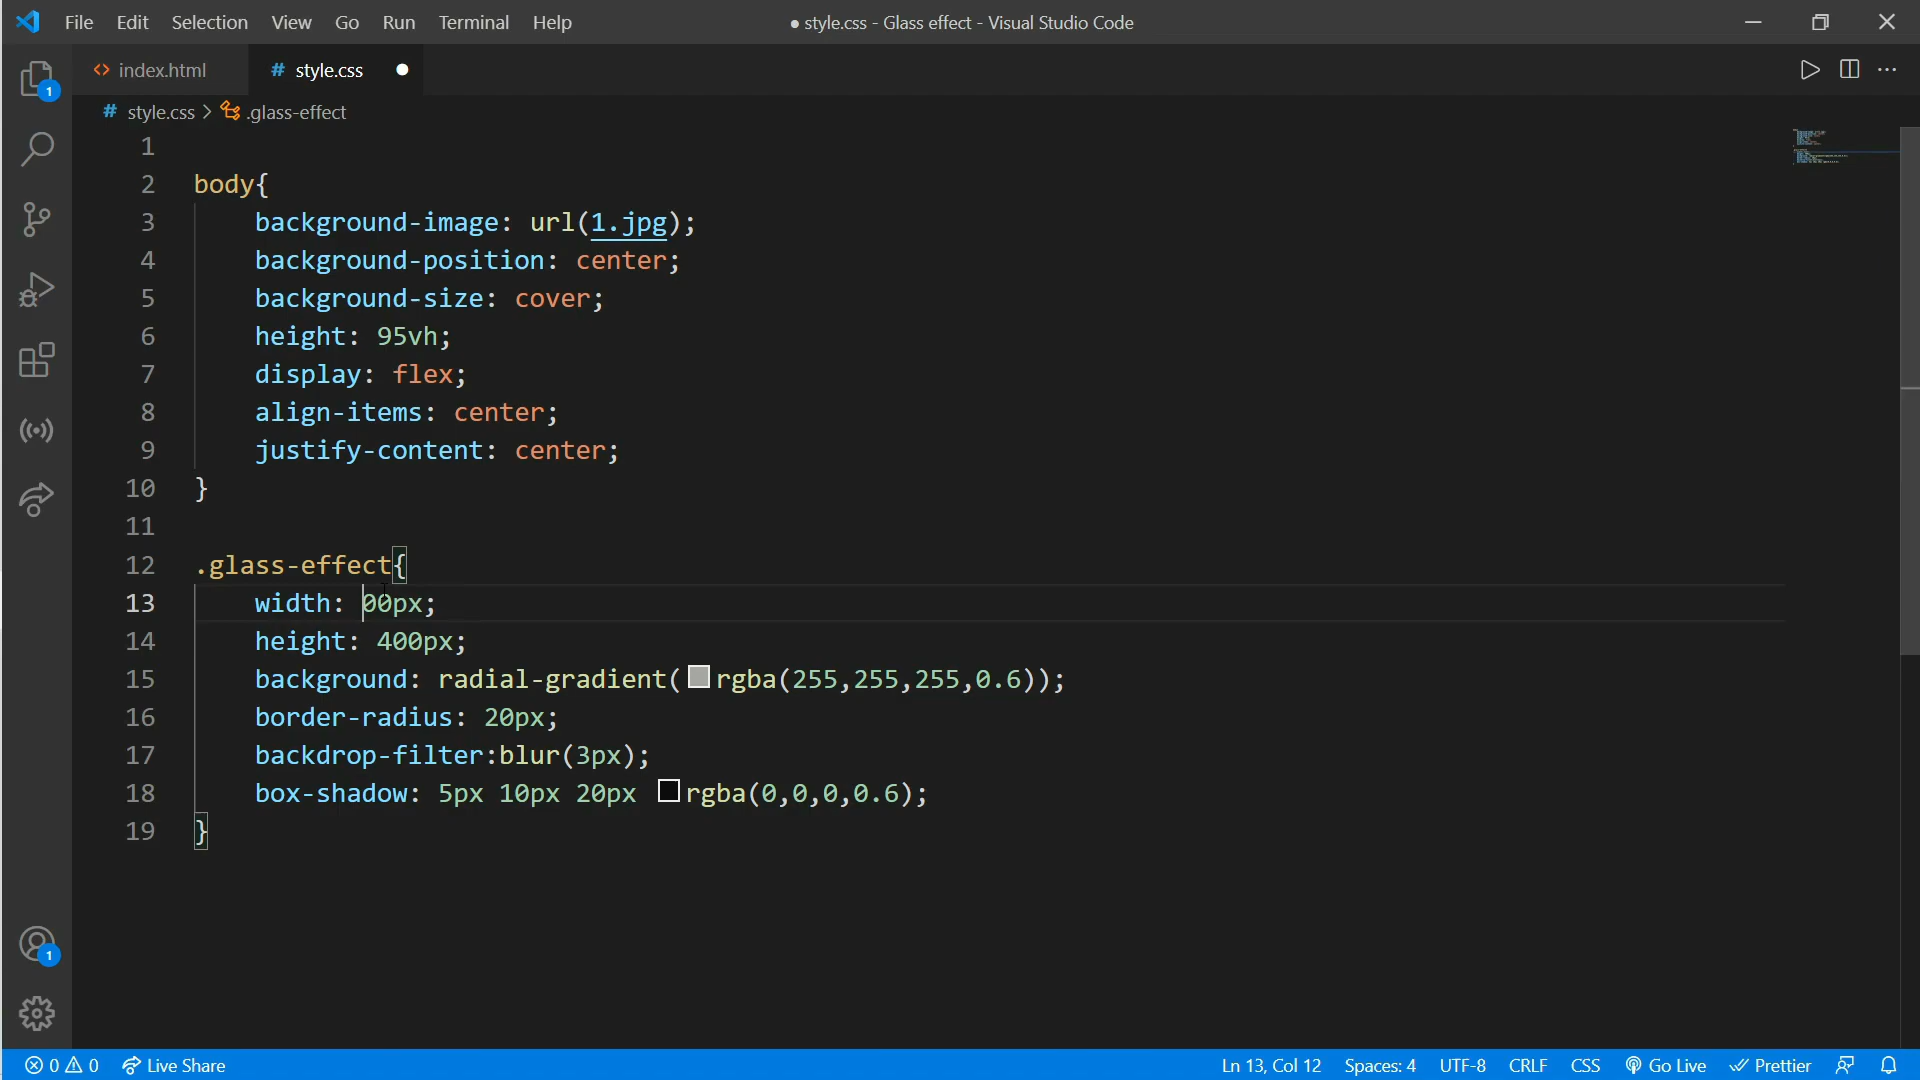 File Edit Selection View Go Run Terminal Help ● style.css - Glass effect - Visual Studio Code
<> index.html # style.css ●
1
# style.css > .glass-effect
1
2 body{
3 background-image: url(1.jpg);
4 background-position: center;
5 background-size: cover;
6 height: 95vh;
7 display: flex;
8 align-items: center;
9 justify-content: center;
10 }
11
12 .glass-effect{
13 width: 00px;
14 height: 400px;
15 background: radial-gradient(rgba(255,255,255,0.6));
16 border-radius: 20px;
17 backdrop-filter:blur(3px);
18 box-shadow: 5px 10px 20px rgba(0,0,0,0.6);
19 }
1
0 0 Live Share Ln 13, Col 12 Spaces: 4 UTF-8 CRLF CSS Go Live Prettier